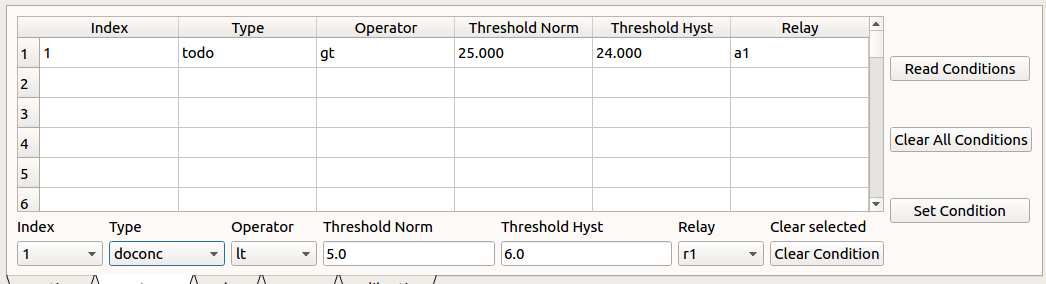 Index Type Operator Threshold Norm Threshold Hyst Relay
1 1 todo gt 25.000 24.000 a1
2
3
4
5
6
Read Conditions
Clear All Conditions
Set Condition
Index Type Operator Threshold Norm Threshold Hyst Relay Clear selected
1 doconc lt 5.0 6.0 r1 Clear Condition